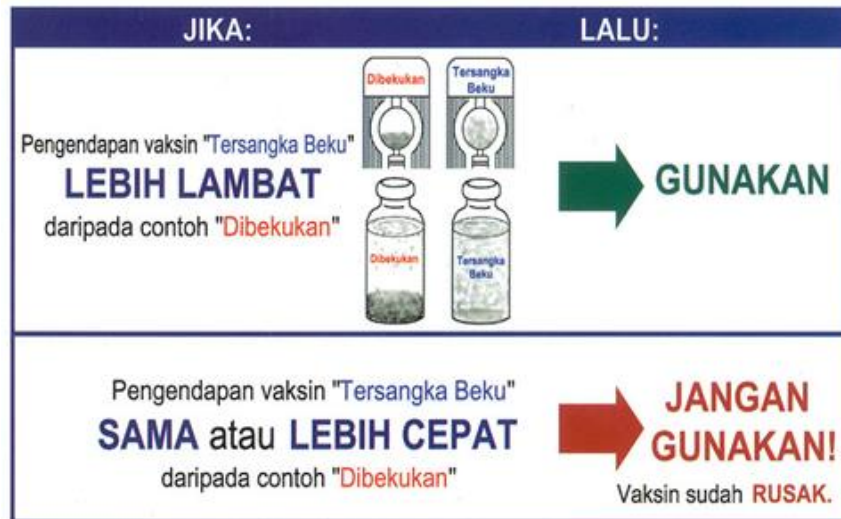 JIKA:
LALU:
Dibekukan
Tersangka
Beku
Pengendapan vaksin "Tersangka Beku"
LEBIH LAMBAT
daripada contoh "Dibekukan"
Dibekukan
Tersangka
Beku
GUNAKAN
Pengendapan vaksin "Tersangka Beku"
SAMA atau LEBIH CEPAT
daripada contoh "Dibekukan"
JANGAN
GUNAKAN!
Vaksin sudah RUSAK.